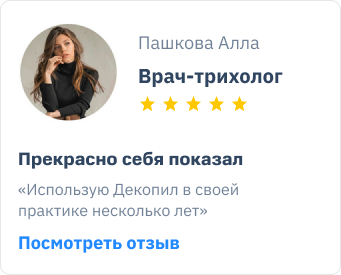 Пашкова Алла
Врач-трихолог
Прекрасно себя показал
«Использую Декопил в своей
практике несколько лет»
Посмотреть отзыв